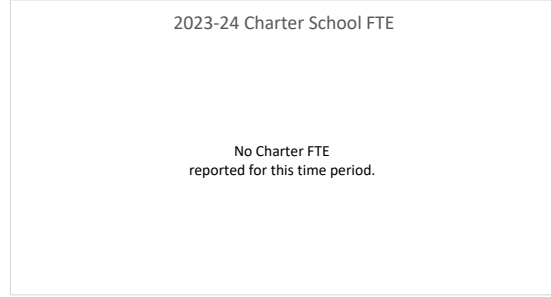 2023-24 Charter School FTE
No Charter FTE
reported for this time period.